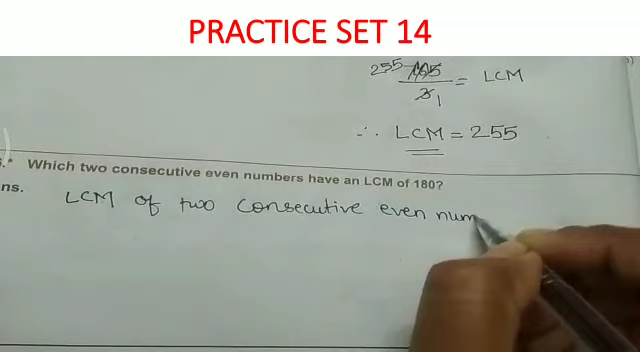 PRACTICE SET 14
255
= LCM
1
∴ LCM = 255
.* Which two consecutive even numbers have an LCM of 180?
ns. LCM of two consecutive even num